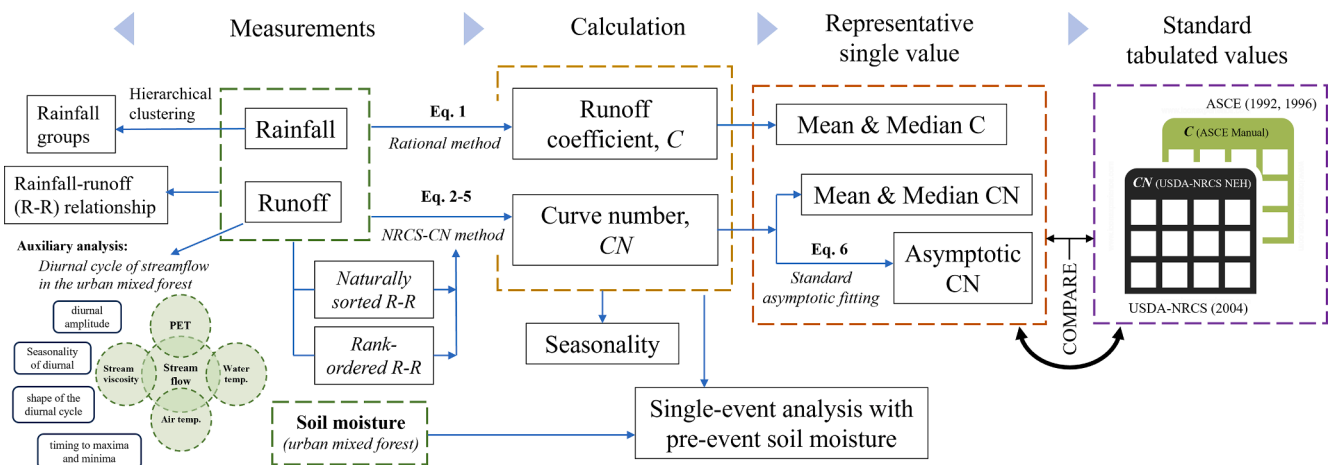 Measurements
Calculation
Representative
single value
Standard
tabulated values
Rainfall
groups
Hierarchical
clustering
Rainfall
Eq. 1
Rational method
Runoff
coefficient, C
Mean & Median C
ASCE (1992, 1996)
C (ASCE Manual)
CN (USDA-NRCS NEH)
USDA-NRCS (2004)
Rainfall-runoff
(R-R) relationship
Runoff
Eq. 2-5
NRCS-CN method
Curve number,
CN
Mean & Median CN
Eq. 6
Standard
asymptotic fitting
Asymptotic
CN
COMPARE
Auxiliary analysis:
Diurnal cycle of streamflow
in the urban mixed forest
Naturally
sorted R-R
Rank-
ordered R-R
Seasonality
diurnal
amplitude
Seasonality
of diurnal
shape of the
diurnal cycle
timing to maxima
and minima
PET
Stream
viscosity
Stream
flow
Water
temp.
Air temp.
Soil moisture
(urban mixed forest)
Single-event analysis with
pre-event soil moisture